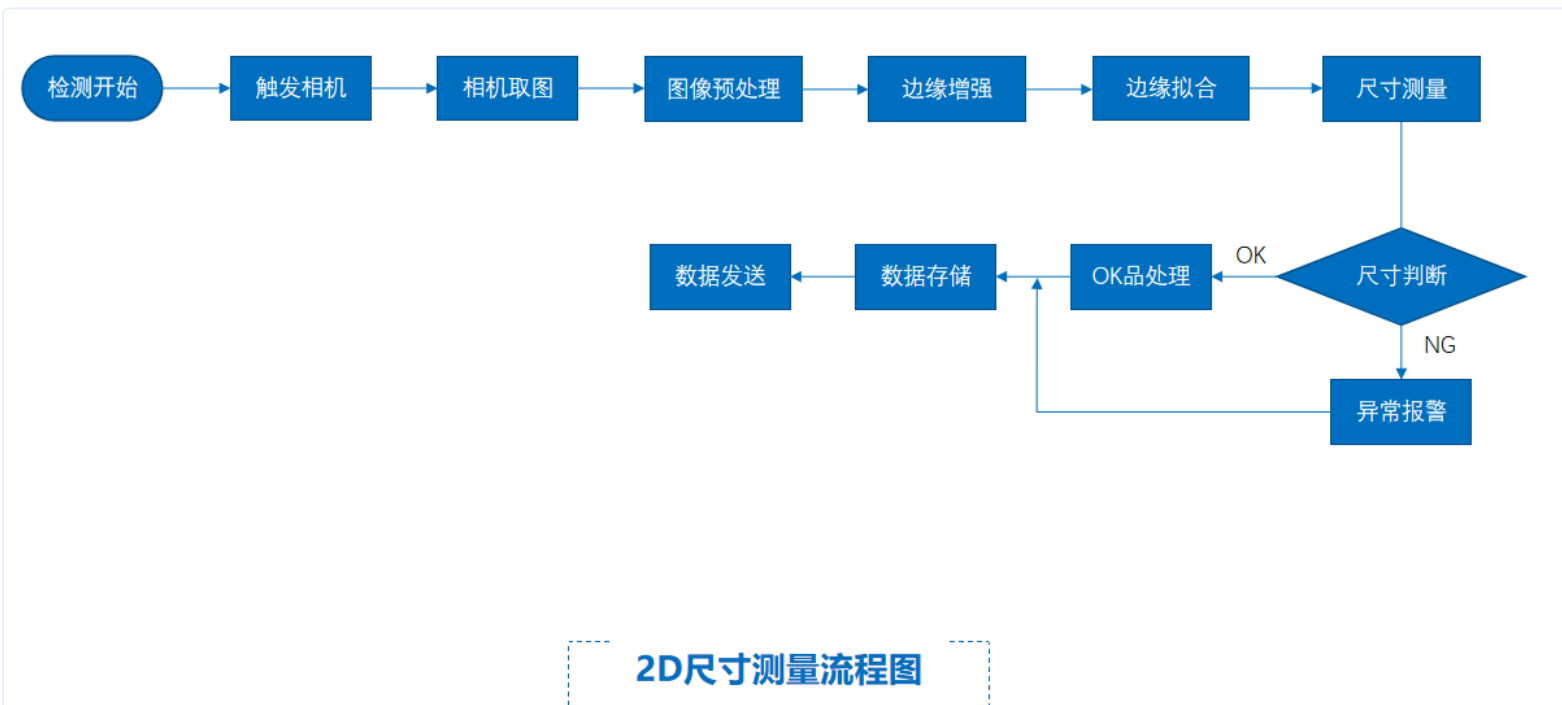 检测开始
触发相机
相机取图
图像预处理
边缘增强
边缘拟合
尺寸测量
数据发送
数据存储
OK品处理
OK
尺寸判断
NG
异常报警
2D尺寸测量流程图